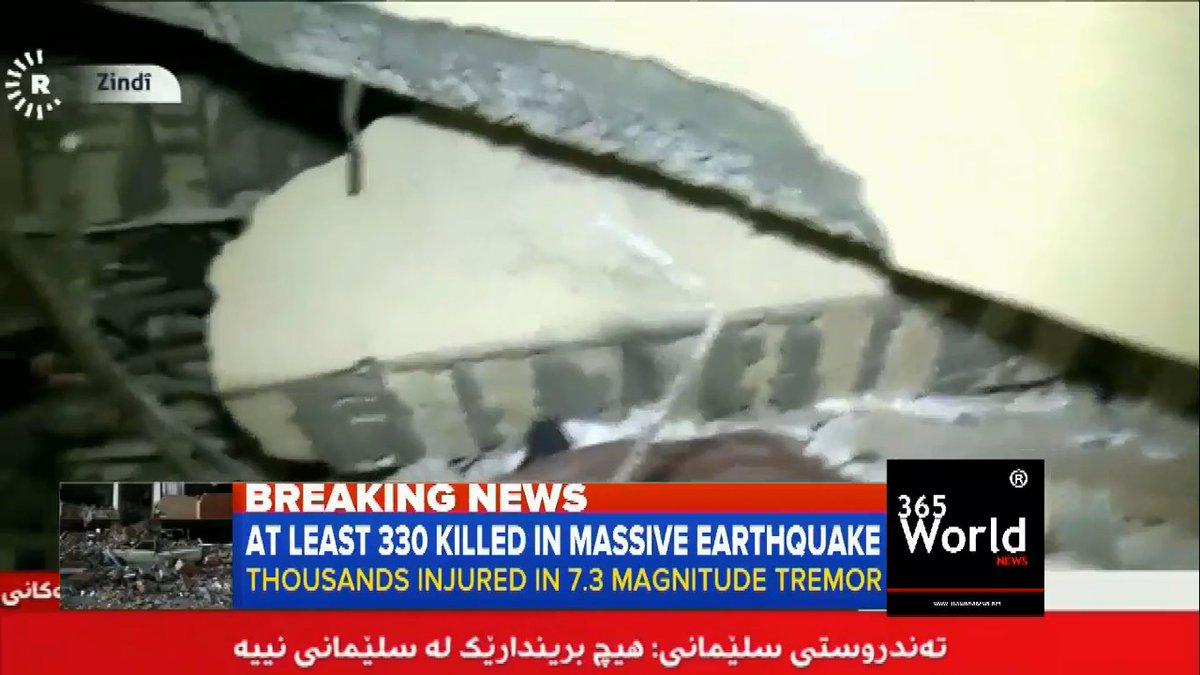 R
Zindî
BREAKING NEWS
AT LEAST 330 KILLED IN MASSIVE EARTHQUAKE
THOUSANDS INJURED IN 7.3 MAGNITUDE TREMOR
®
365
World
NEWS
تەندروستی سلێمانی: هیچ بریندارێک لە سلێمانی نییە